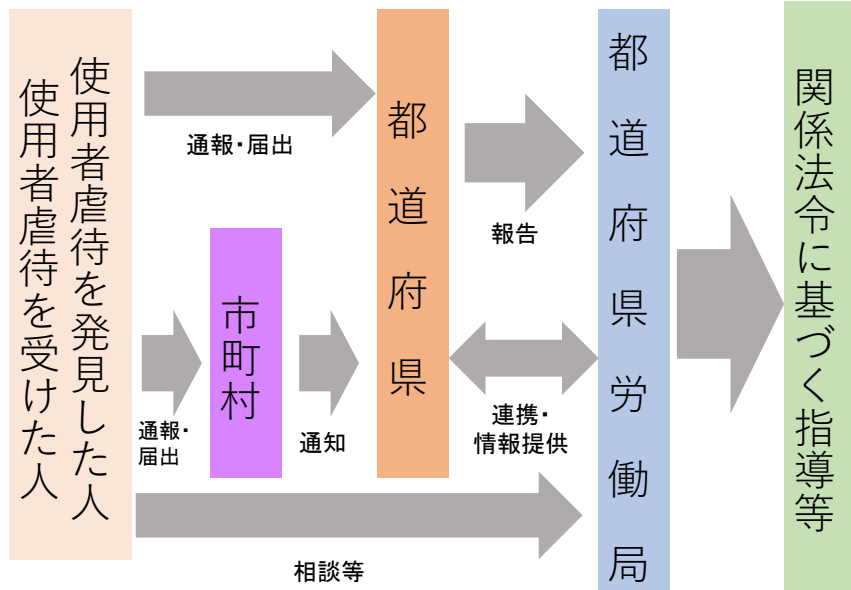 使用者虐待を発見した人
使用者虐待を受けた人
通報・届出
通報・
届出
市町村
通知
都道府県
報告
連携・
情報提供
相談等
都道府県労働局
関係法令に基づく指導等